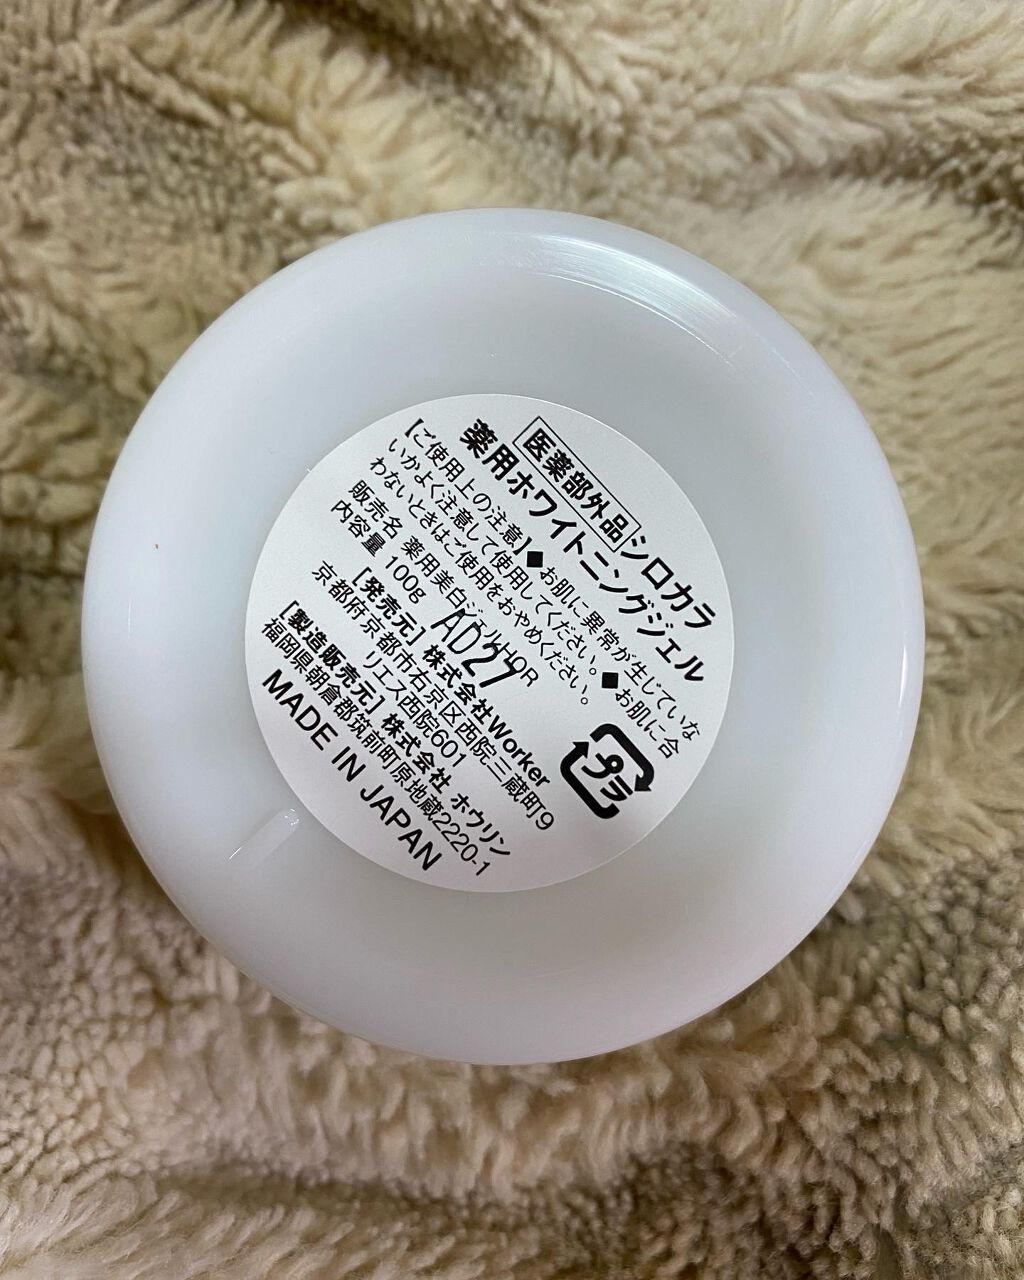 医薬部外品 シロカラ
薬用ホワイトニングジェル
【ご使用上の注意】◆お肌に異常が生じていな
いかよく注意して使用してください。■お肌に合
わないときはご使用をおやめください。
販売名 薬用美白ジェルHOR
内容量 100g
AD27
【発売元】株式会社Worker
京都府京都市右京区西院三蔵町9
リエス西院601
【製造販売元】株式会社 ホウリン
福岡県朝倉郡筑前町原地蔵2220-1
MADE IN JAPAN
プラ